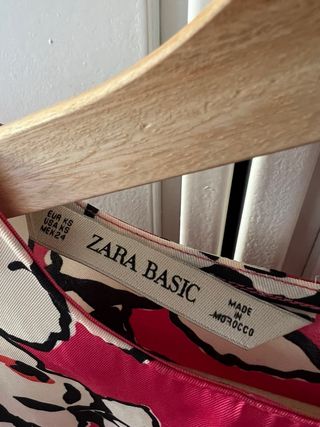 EUR XS
USA XS
MEX 24
ZARA BASIC
MADE
IN
MOROCCO